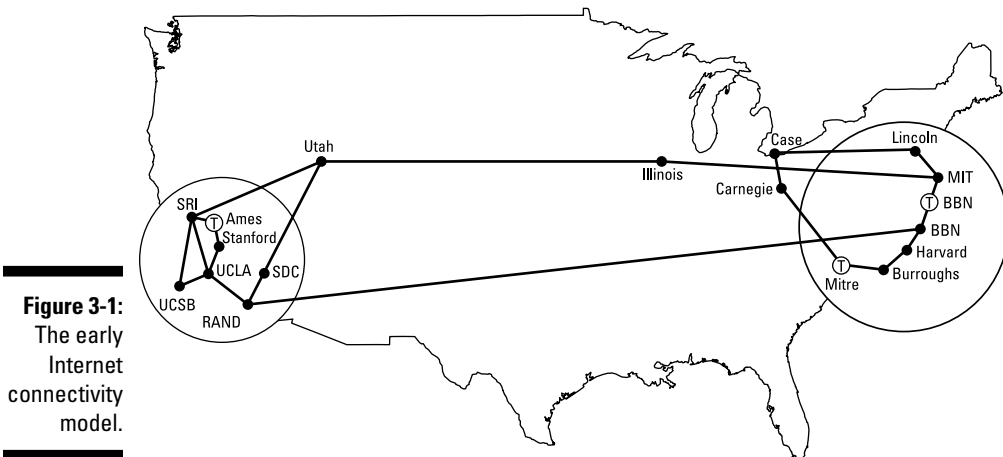 Utah
Illinois
Case
Lincoln
Carnegie
MIT
T BBN
BBN
Harvard
Burroughs
T
Mitre
SRI
T Ames
Stanford
UCLA
SDC
UCSB
RAND
Figure 3-1:
The early
Internet
connectivity
model.